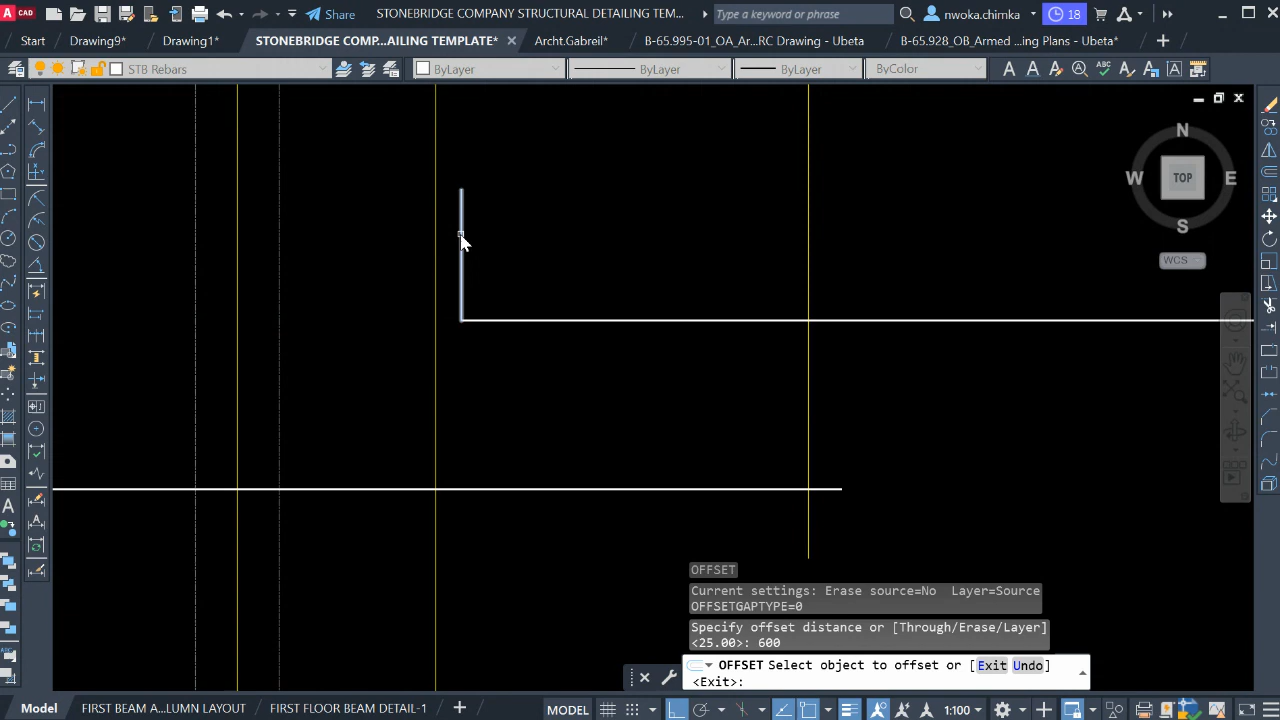 CAD
Share
STONEBRIDGE COMPANY STRUCTURAL DETAILING TEM...
Type a keyword or phrase
nwoka.chimka
18
Start
Drawing9*
Drawing1*
STONEBRIDGE COMP...AILING TEMPLATE*
Archt.Gabreil*
B-65.995-01_OA_Ar...RC Drawing - Ubeta
B-65.928_OB_Armed ...ing Plans - Ubeta*
STB Rebars
ByLayer
ByLayer
ByLayer
ByColor
N
W
TOP
E
S
WCS
OFFSET
Current settings: Erase source=No Layer=Source
OFFSETGAPTYPE=0
Specify offset distance or [Through/Erase/Layer]
<25.00>: 600
OFFSET Select object to offset or [Exit Undo]
<Exit>:
Model
FIRST BEAM A...LUMN LAYOUT
FIRST FLOOR BEAM DETAIL-1
MODEL
1:100